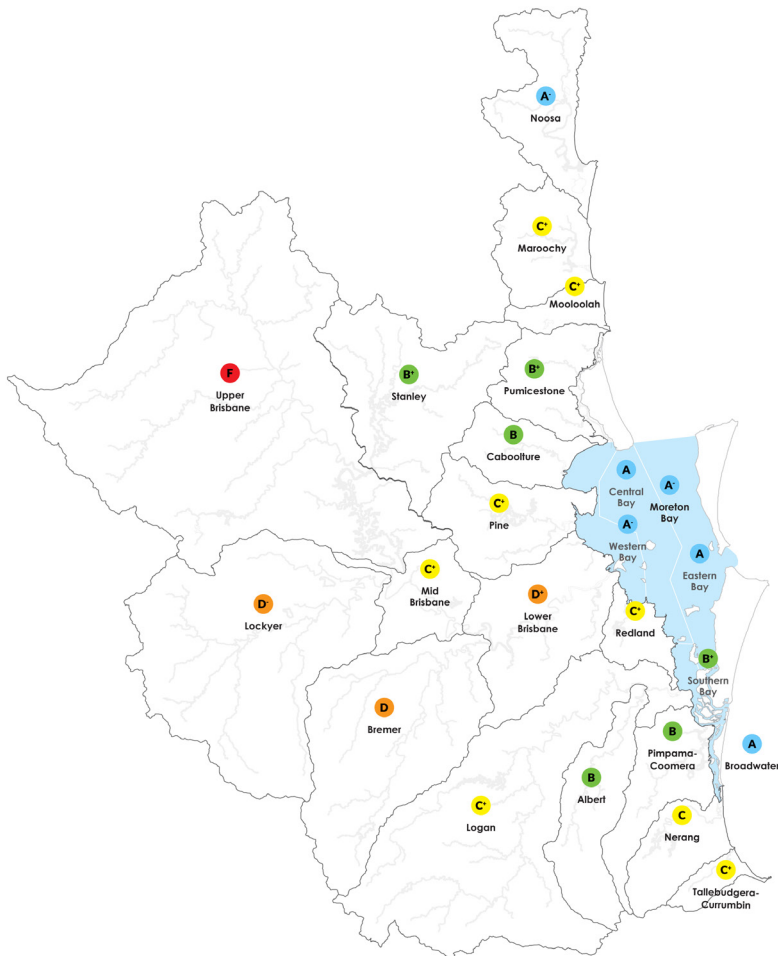 A-
Noosa
C+
Maroochy
C+
Mooloolah
F
Upper
Brisbane
B+
Stanley
B+
Pumicestone
B
Caboolture
A
Central
Bay
A-
Moreton
Bay
C+
Pine
A-
Western
Bay
A
Eastern
Bay
C+
Mid
Brisbane
D-
Lockyer
D+
Lower
Brisbane
C+
Redland
B+
Southern
Bay
D
Bremer
B
Pimpama-
Coomera
A
Broadwater
B
Albert
C+
Logan
C
Nerang
C+
Tallebudgera-
Currumbin